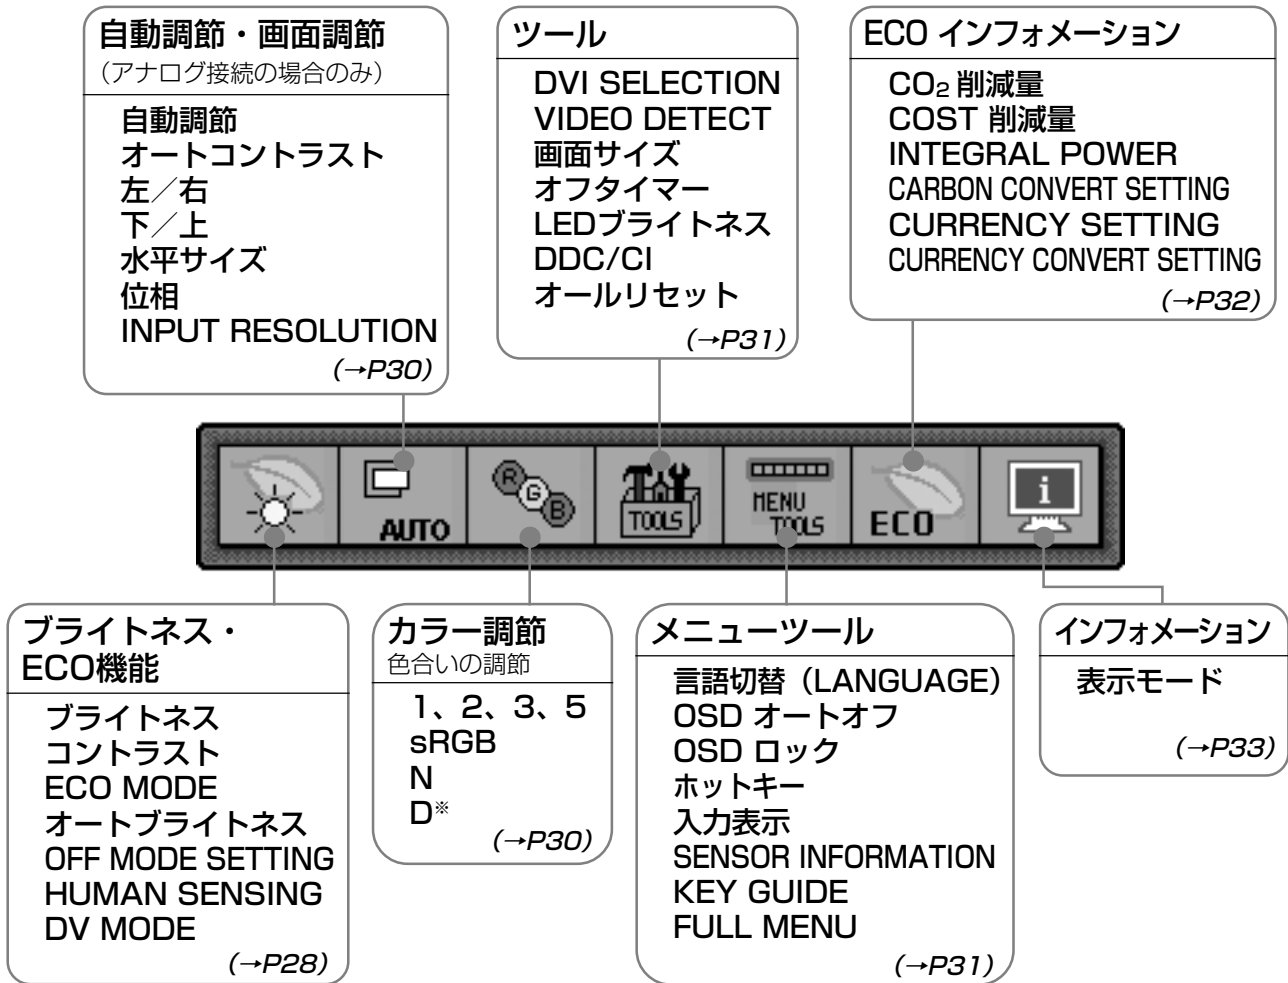 自動調節・画面調節
（アナログ接続の場合のみ）
自動調節
オートコントラスト
左／右
下／上
水平サイズ
位相
INPUT RESOLUTION
(→P30)
ツール
DVI SELECTION
VIDEO DETECT
画面サイズ
オフタイマー
LEDブライトネス
DDC/CI
オールリセット
(→P31)
ECO インフォメーション
CO₂ 削減量
COST 削減量
INTEGRAL POWER
CARBON CONVERT SETTING
CURRENCY SETTING
CURRENCY CONVERT SETTING
(→P32)
AUTO
R G B
TOOLS
MENU
TOOLS
ECO
i
ブライトネス・
ECO機能
ブライトネス
コントラスト
ECO MODE
オートブライトネス
OFF MODE SETTING
HUMAN SENSING
DV MODE
(→P28)
カラー調節
色合いの調節
1、2、3、5
sRGB
N
D※
(→P30)
メニューツール
言語切替（LANGUAGE）
OSD オートオフ
OSD ロック
ホットキー
入力表示
SENSOR INFORMATION
KEY GUIDE
FULL MENU
(→P31)
インフォメーション
表示モード
(→P33)